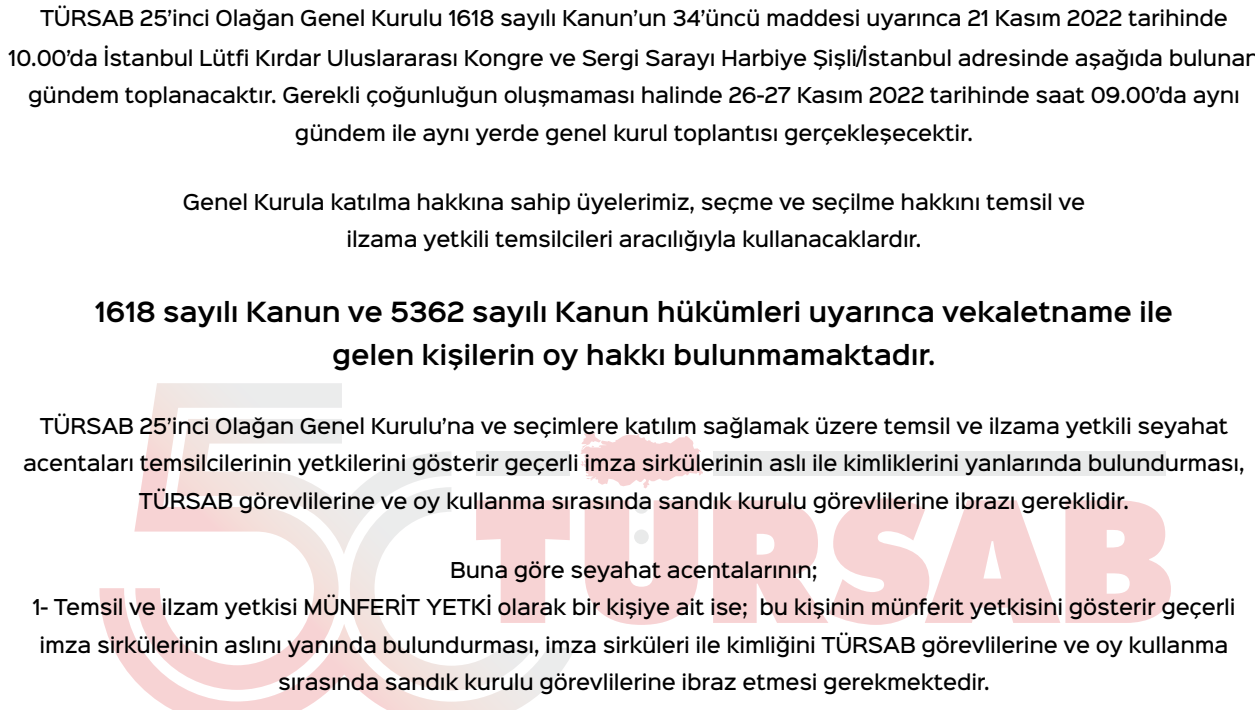 TÜRSAB 25’inci Olağan Genel Kurulu 1618 sayılı Kanun’un 34’üncü maddesi uyarınca 21 Kasım 2022 tarihinde
10.00’da İstanbul Lütfi Kırdar Uluslararası Kongre ve Sergi Sarayı Harbiye Şişli/İstanbul adresinde aşağıda bulunan
gündem toplanacaktır. Gerekli çoğunluğun oluşmaması halinde 26-27 Kasım 2022 tarihinde saat 09.00’da aynı
gündem ile aynı yerde genel kurul toplantısı gerçekleşecektir.
Genel Kurula katılma hakkına sahip üyelerimiz, seçme ve seçilme hakkını temsil ve
ilzama yetkili temsilcileri aracılığıyla kullanacaklardır.
1618 sayılı Kanun ve 5362 sayılı Kanun hükümleri uyarınca vekaletname ile
gelen kişilerin oy hakkı bulunmamaktadır.
TÜRSAB 25’inci Olağan Genel Kurulu’na ve seçimlere katılım sağlamak üzere temsil ve ilzama yetkili seyahat
acentaları temsilcilerinin yetkilerini gösterir geçerli imza sirkülerinin aslı ile kimliklerini yanlarında bulundurması,
TÜRSAB görevlilerine ve oy kullanma sırasında sandık kurulu görevlilerine ibrazı gereklidir.
50 TÜRSAB
Buna göre seyahat acentalarının;
1- Temsil ve ilzam yetkisi MÜNFERİT YETKİ olarak bir kişiye ait ise; bu kişinin münferit yetkisini gösterir geçerli
imza sirkülerinin aslını yanında bulundurması, imza sirküleri ile kimliğini TÜRSAB görevlilerine ve oy kullanma
sırasında sandık kurulu görevlilerine ibraz etmesi gerekmektedir.